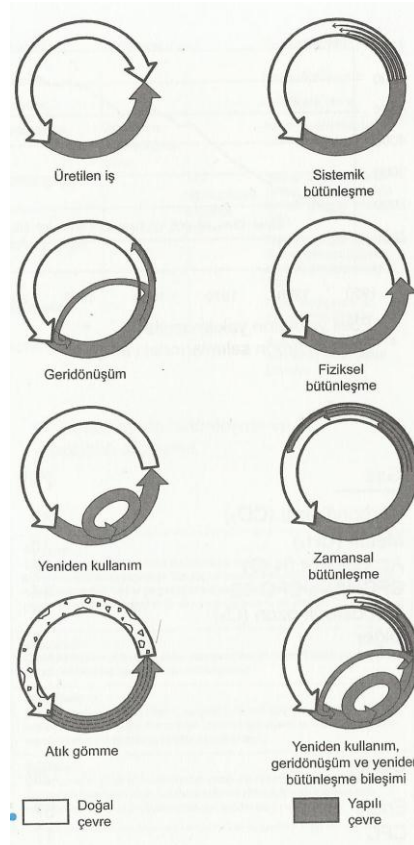 Üretilen iş
Sistemik
bütünleşme
Geridönüşüm
Fiziksel
bütünleşme
Yeniden kullanım
Zamansal
bütünleşme
Atık gömme
Yeniden kullanım,
geridönüşüm ve yeniden
bütünleşme bileşimi
Doğal
çevre
Yapılı
çevre